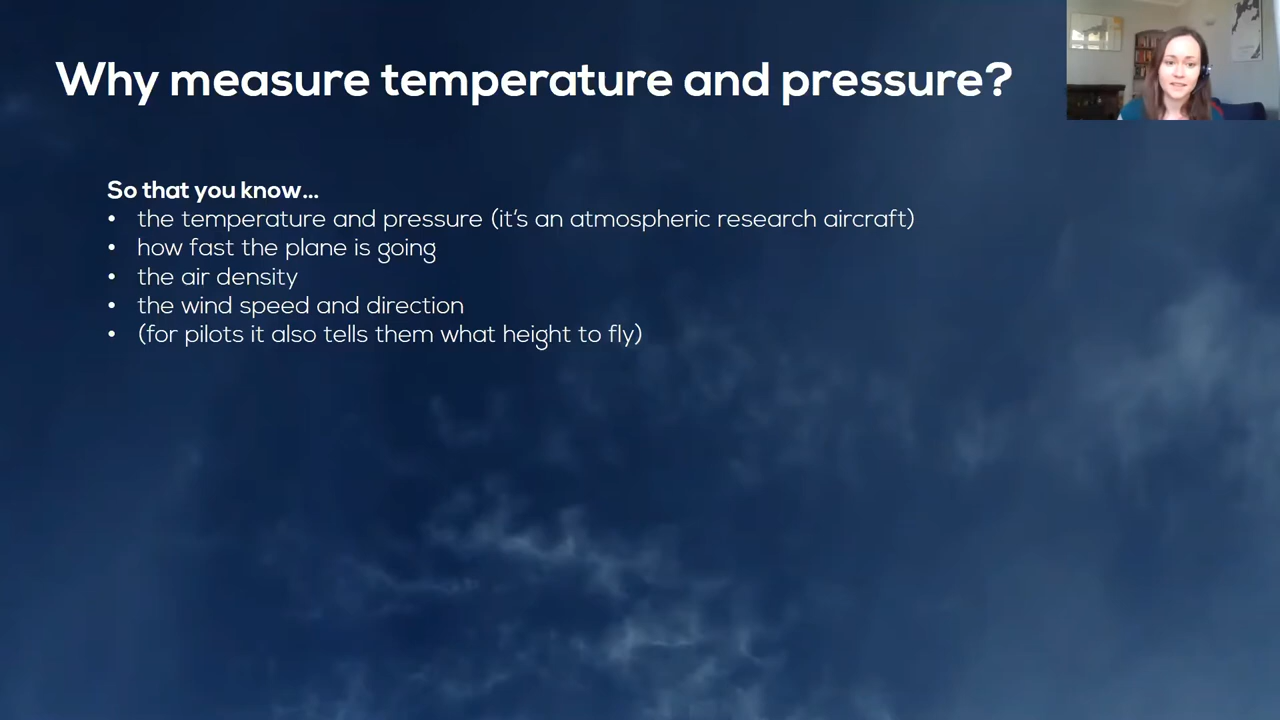 Why measure temperature and pressure?
So that you know...
• the temperature and pressure (it's an atmospheric research aircraft)
• how fast the plane is going
• the air density
• the wind speed and direction
• (for pilots it also tells them what height to fly)